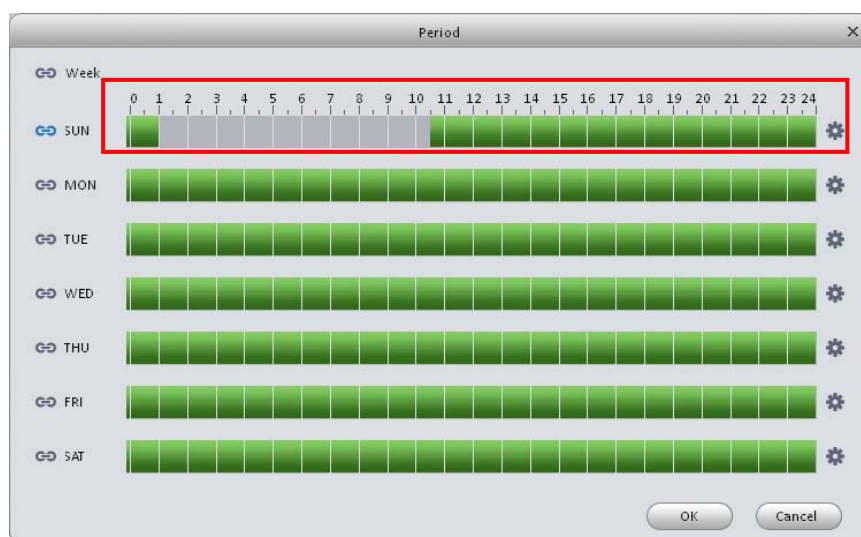 Period
Week
0 1 2 3 4 5 6 7 8 9 10 11 12 13 14 15 16 17 18 19 20 21 22 23 24
SUN
MON
TUE
WED
THU
FRI
SAT
OK Cancel